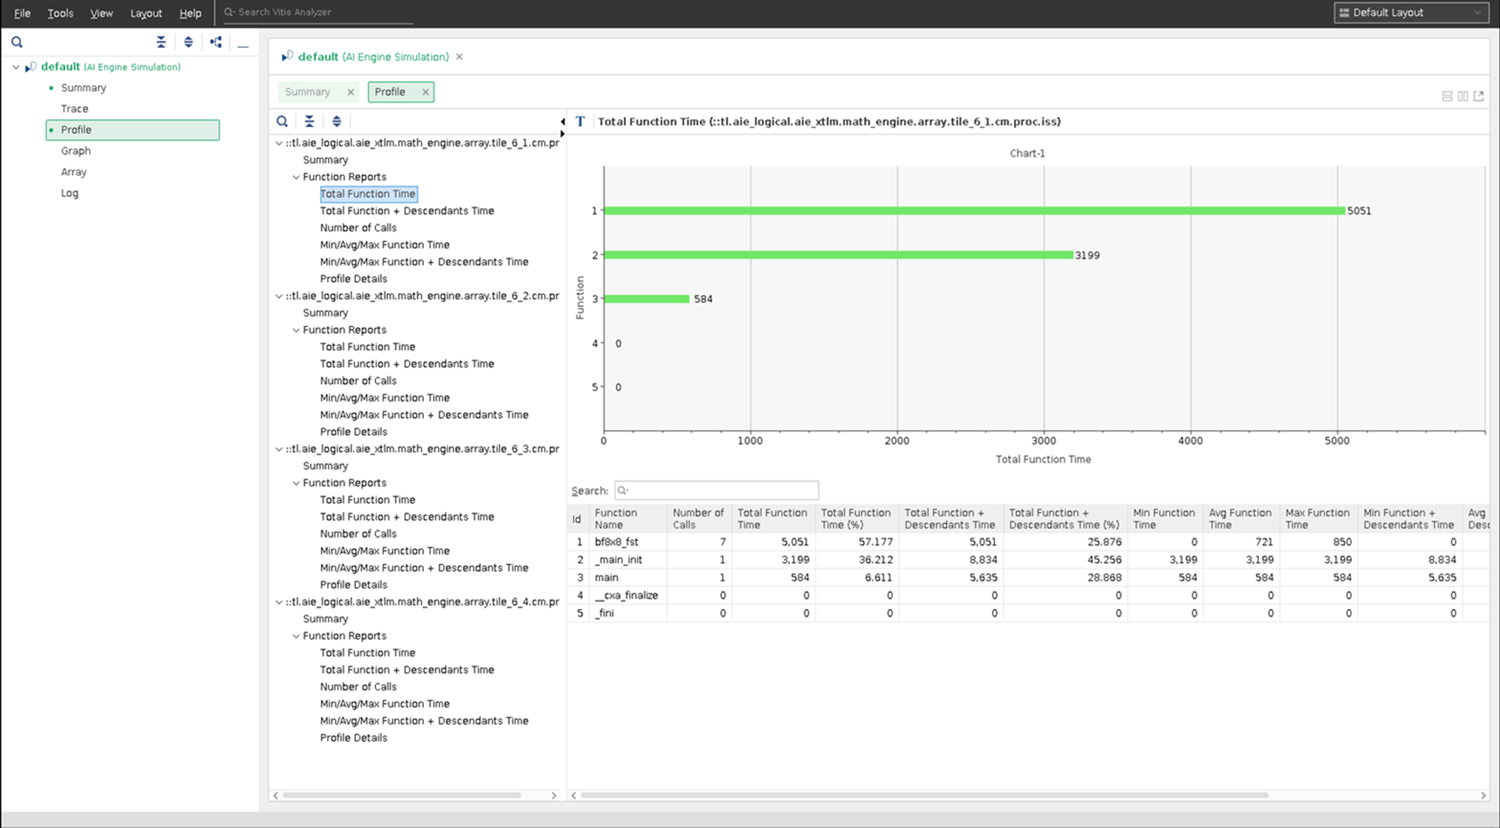 File Tools View Layout Help Search Vitis Analyzer Default Layout
default (AI Engine Simulation)
Summary
Trace
Profile
Graph
Array
Log
default (AI Engine Simulation) ×
Summary × Profile ×
::tl.aie_logical.aie_xtlm.math_engine.array.tile_6_1.cm.pr
Summary
Function Reports
Total Function Time
Total Function + Descendants Time
Number of Calls
Min/Avg/Max Function Time
Min/Avg/Max Function + Descendants Time
Profile Details
::tl.aie_logical.aie_xtlm.math_engine.array.tile_6_2.cm.pr
Summary
Function Reports
Total Function Time
Total Function + Descendants Time
Number of Calls
Min/Avg/Max Function Time
Min/Avg/Max Function + Descendants Time
Profile Details
::tl.aie_logical.aie_xtlm.math_engine.array.tile_6_3.cm.pr
Summary
Function Reports
Total Function Time
Total Function + Descendants Time
Number of Calls
Min/Avg/Max Function Time
Min/Avg/Max Function + Descendants Time
Profile Details
::tl.aie_logical.aie_xtlm.math_engine.array.tile_6_4.cm.pr
Summary
Function Reports
Total Function Time
Total Function + Descendants Time
Number of Calls
Min/Avg/Max Function Time
Min/Avg/Max Function + Descendants Time
Profile Details
T Total Function Time (::tl.aie_logical.aie_xtlm.math_engine.array.tile_6_1.cm.proc.iss)
Chart-1
Function
1 5051
2 3199
3 584
4 0
5 0
0 1000 2000 3000 4000 5000
Total Function Time
Search:
Id Function Name Number of Calls Total Function Time Total Function Time (%) Total Function + Descendants Time Total Function + Descendants Time (%) Min Function Time Avg Function Time Max Function Time Min Function + Descendants Time Avg Desc
1 bf8x8_fst 7 5,051 57.177 5,051 25.876 0 721 850 0
2 _main_init 1 3,199 36.212 8,834 45.256 3,199 3,199 3,199 8,834
3 main 1 584 6.611 5,635 28.868 584 584 584 5,635
4 __cxa_finalize 0 0 0 0 0 0 0 0 0
5 _fini 0 0 0 0 0 0 0 0 0